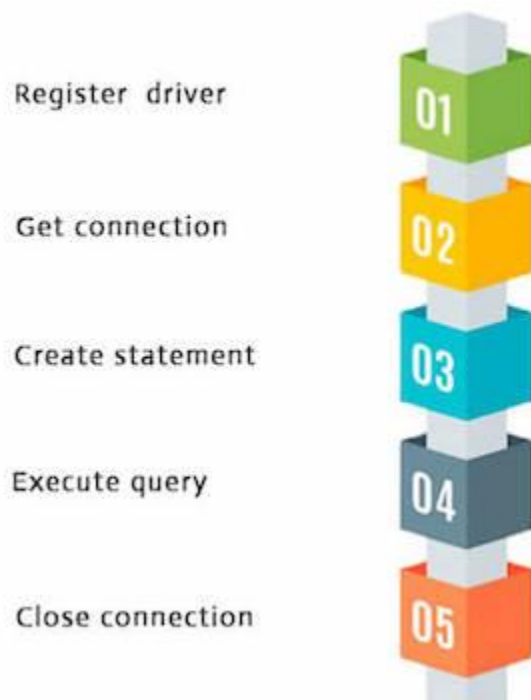 Register driver
01
Get connection
02
Create statement
03
Execute query
04
Close connection
05